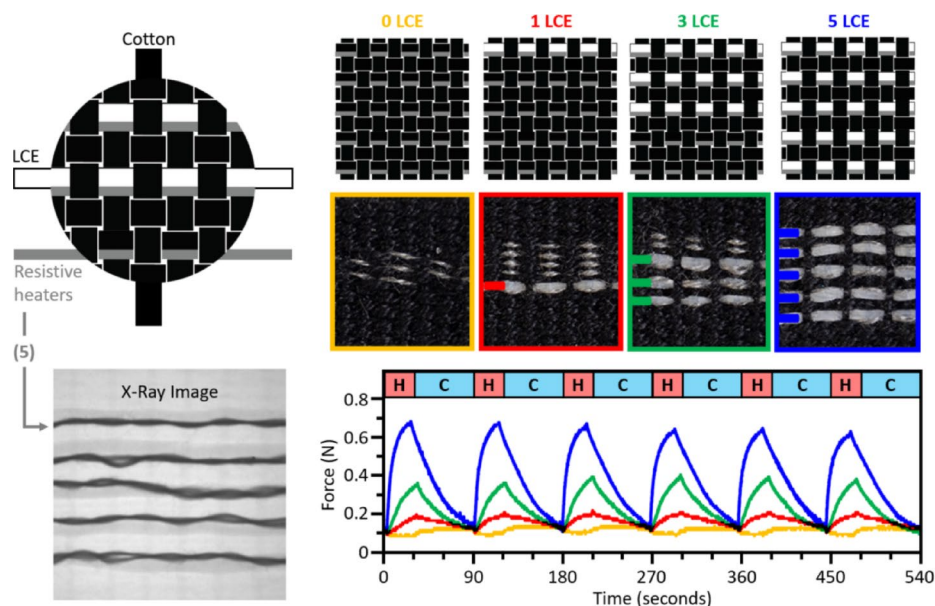 Cotton
LCE
Resistive
heaters
(5)
X-Ray Image
0 LCE
1 LCE
3 LCE
5 LCE
H C H C H C H C H C H C
Force (N)
0.8
0.6
0.4
0.2
0
0 90 180 270 360 450 540
Time (seconds)